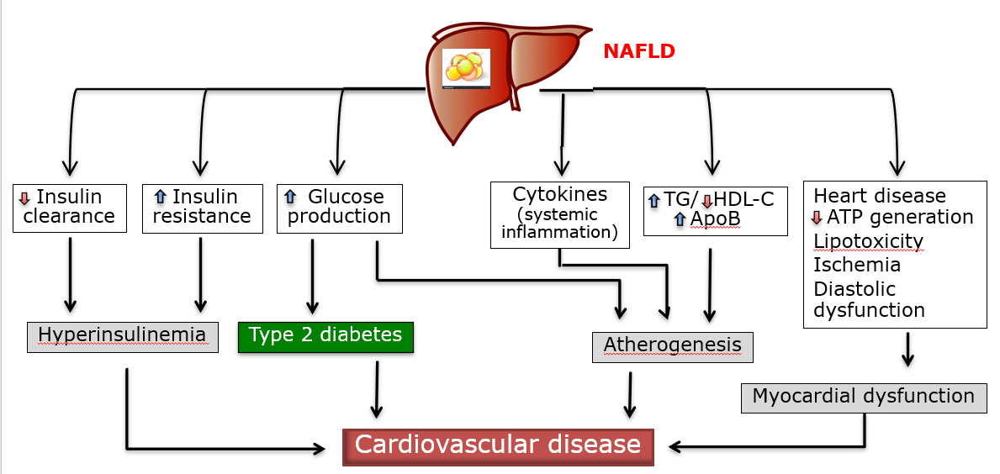 NAFLD
Insulin
clearance
Insulin
resistance
Glucose
production
Cytokines
(systemic
inflammation)
TG/ HDL-C
ApoB
Heart disease
ATP generation
Lipotoxicity
Ischemia
Diastolic
dysfunction
Hyperinsulinemia
Type 2 diabetes
Atherogenesis
Myocardial dysfunction
Cardiovascular disease